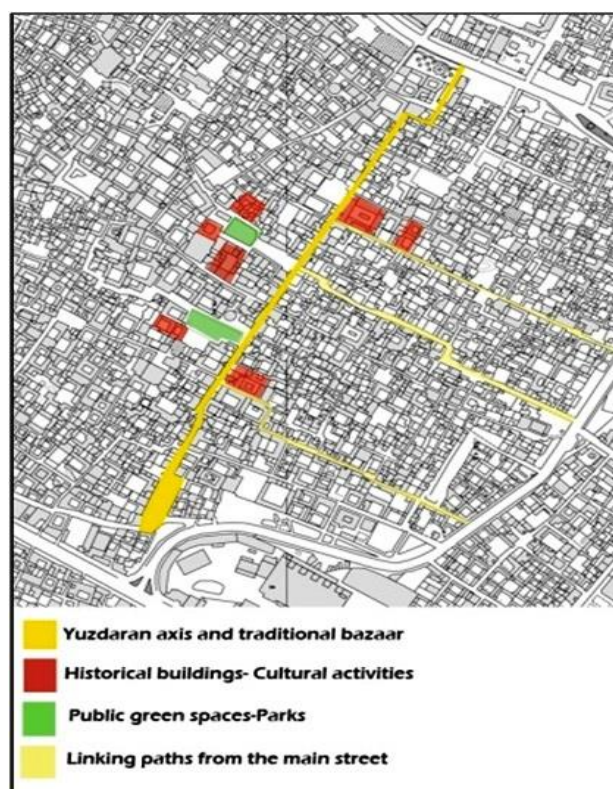 Yuzdaran axis and traditional bazaar
Historical buildings- Cultural activities
Public green spaces-Parks
Linking paths from the main street